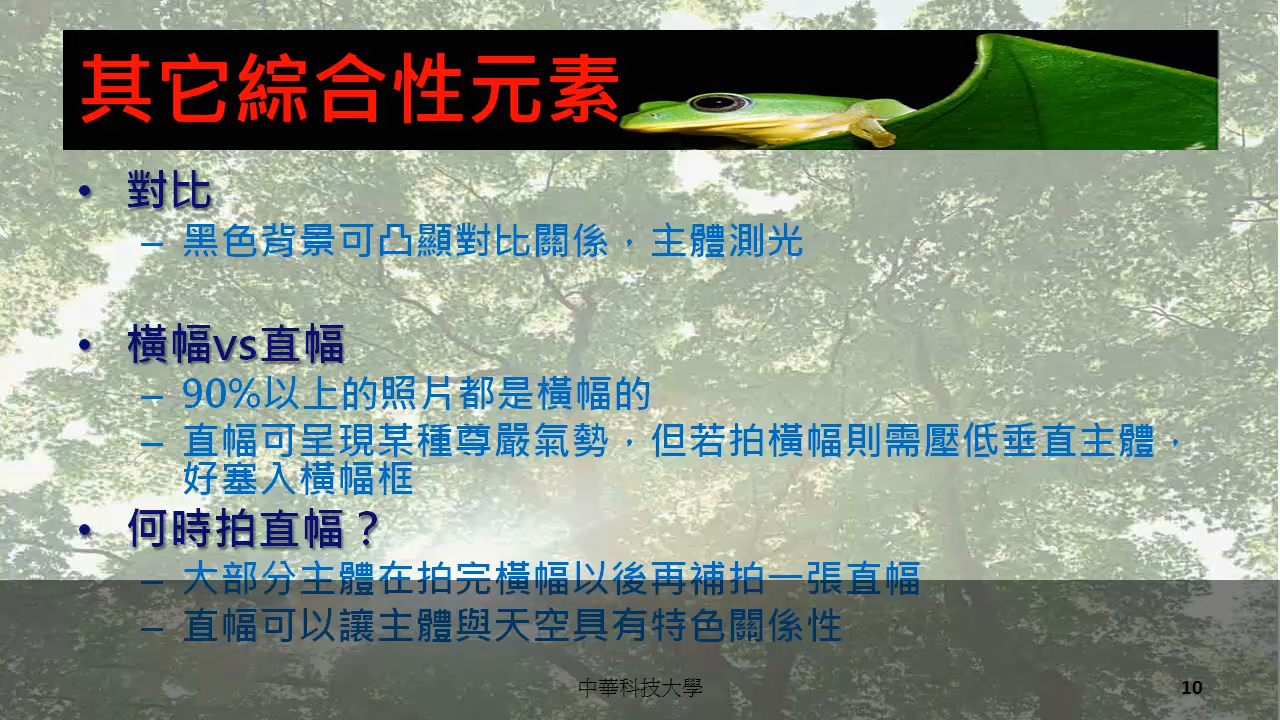 其它綜合性元素
• 對比
– 黑色背景可凸顯對比關係，主體測光
• 橫幅vs直幅
– 90%以上的照片都是橫幅的
– 直幅可呈現某種尊嚴氣勢，但若拍橫幅則需壓低垂直主體，
好塞入橫幅框
• 何時拍直幅？
– 大部分主體在拍完橫幅以後再補拍一張直幅
– 直幅可以讓主體與天空具有特色關係性
中華科技大學
10